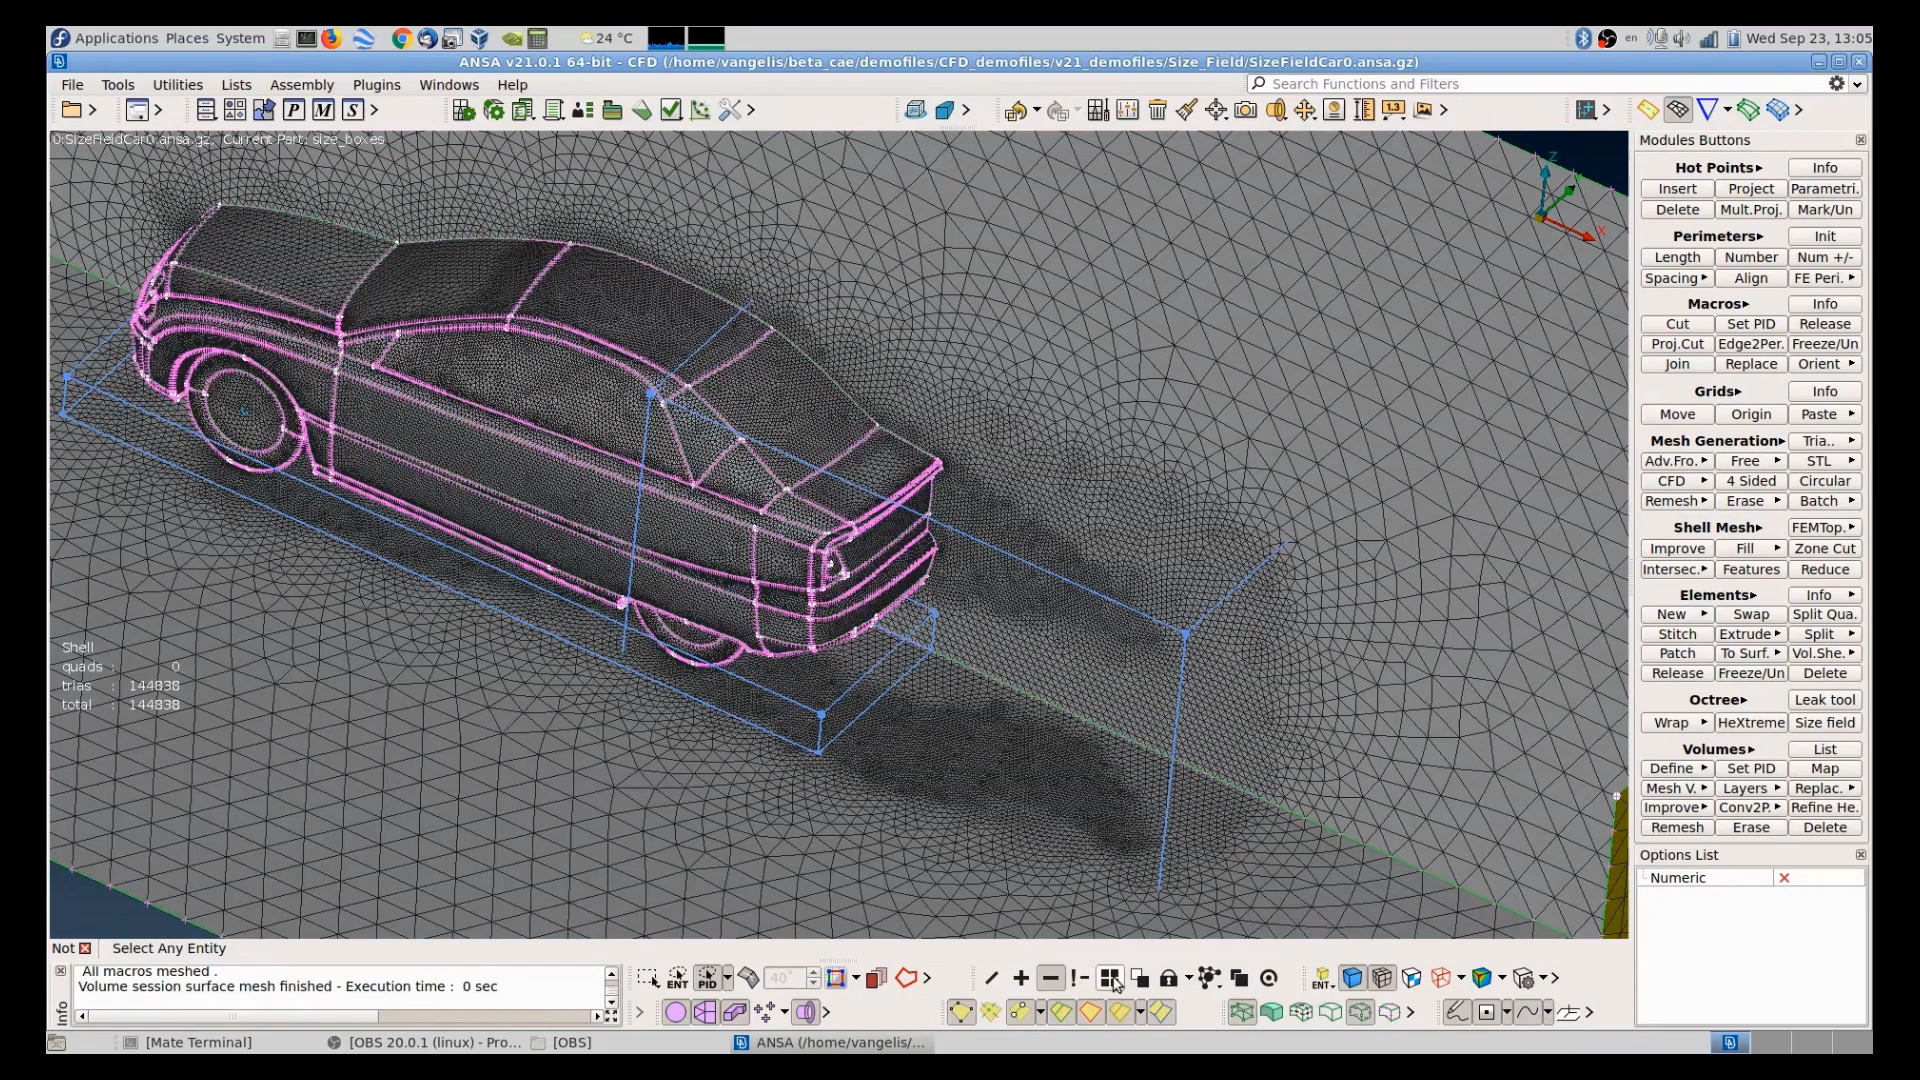 Applications Places System 24 °C en Wed Sep 23, 13:05
ANSA v21.0.1 64-bit - CFD (/home/vangelis/beta_cae/demofiles/CFD_demofiles/v21_demofiles/Size_Field/SizeFieldCar0.ansa.gz)
File Tools Utilities Lists Assembly Plugins Windows Help Search Functions and Filters
P M S 1.3
0:SizeFieldCar0.ansa.gz, Current Part: size_boxes
Z
X
Shell
quads : 0
trias : 144838
total : 144838
Modules Buttons
Hot Points Info
Insert Project Parametri.
Delete Mult.Proj. Mark/Un
Perimeters Init
Length Number Num +/-
Spacing Align FE Peri.
Macros Info
Cut Set PID Release
Proj.Cut Edge2Per. Freeze/Un
Join Replace Orient
Grids Info
Move Origin Paste
Mesh Generation Tria..
Adv.Fro. Free STL
CFD 4 Sided Circular
Remesh Erase Batch
Shell Mesh FEMTop.
Improve Fill Zone Cut
Intersec. Features Reduce
Elements Info
New Swap Split Qua.
Stitch Extrude Split
Patch To Surf. Vol.She.
Release Freeze/Un Delete
Octree Leak tool
Wrap HeXtreme Size field
Volumes List
Define Set PID Map
Mesh V. Layers Replac.
Improve Conv2P. Refine He.
Remesh Erase Delete
Options List
Numeric
Not Select Any Entity
All macros meshed .
Volume session surface mesh finished - Execution time : 0 sec
Info
ENT PID 40° ENT
[Mate Terminal] [OBS 20.0.1 (linux) - Pro... [OBS] ANSA (/home/vangelis/...